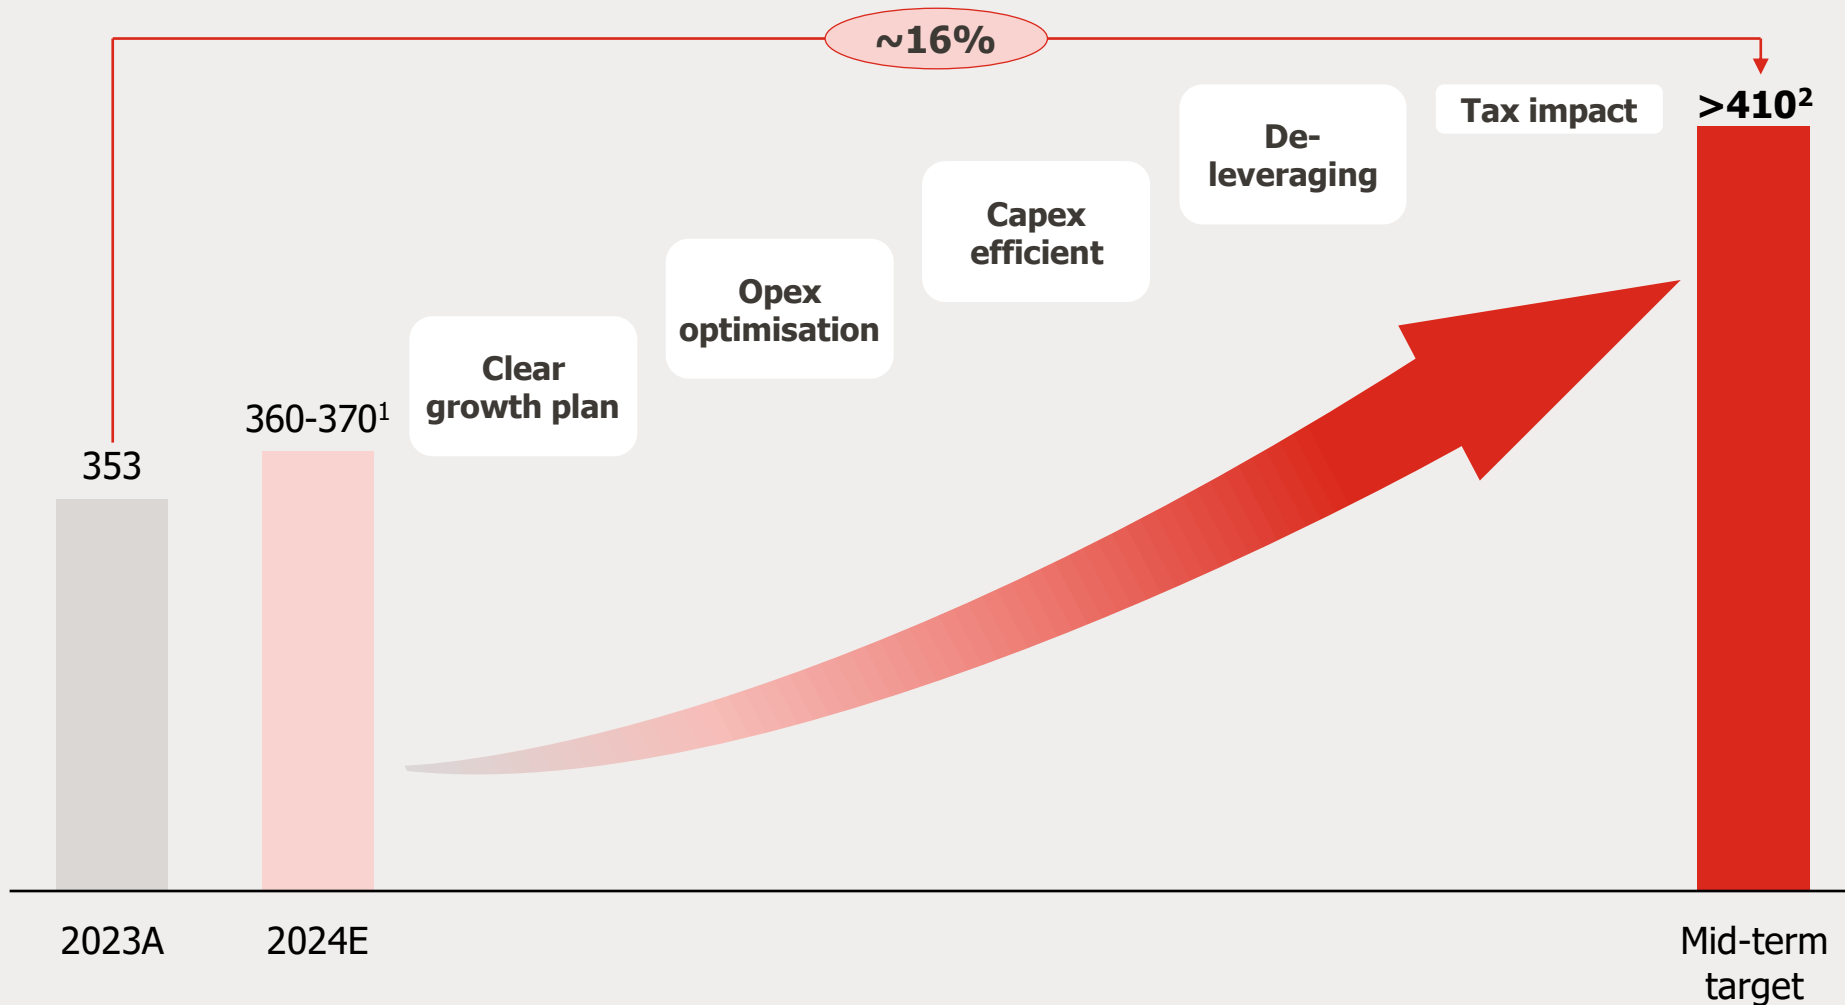 ~16%
>410²
Tax impact
De-
leveraging
Capex
efficient
Opex
optimisation
Clear
growth plan
360-370¹
353
2023A
2024E
Mid-term
target